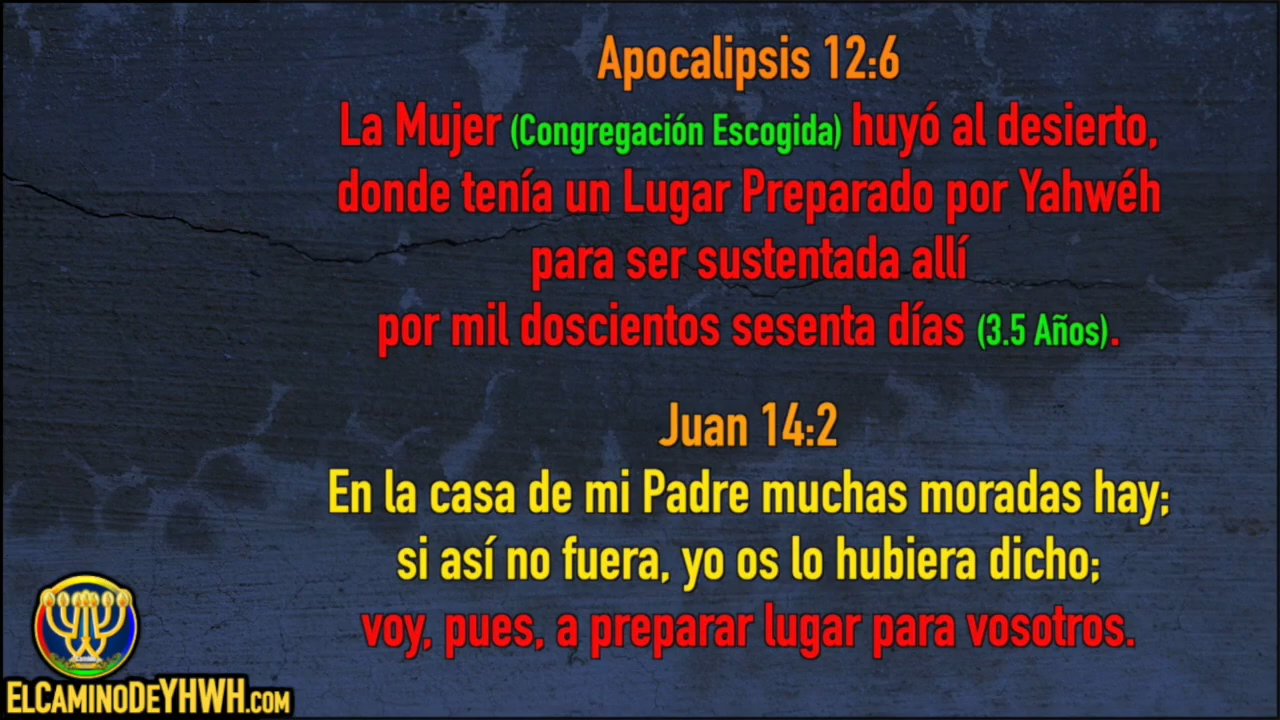 Apocalipsis 12:6
La Mujer (Congregación Escogida) huyó al desierto,
donde tenía un Lugar Preparado por Yahwéh
para ser sustentada allí
por mil doscientos sesenta días (3.5 Años).
Juan 14:2
En la casa de mi Padre muchas moradas hay;
si así no fuera, yo os lo hubiera dicho;
voy, pues, a preparar lugar para vosotros.
ELCAMINODEYHWH.com